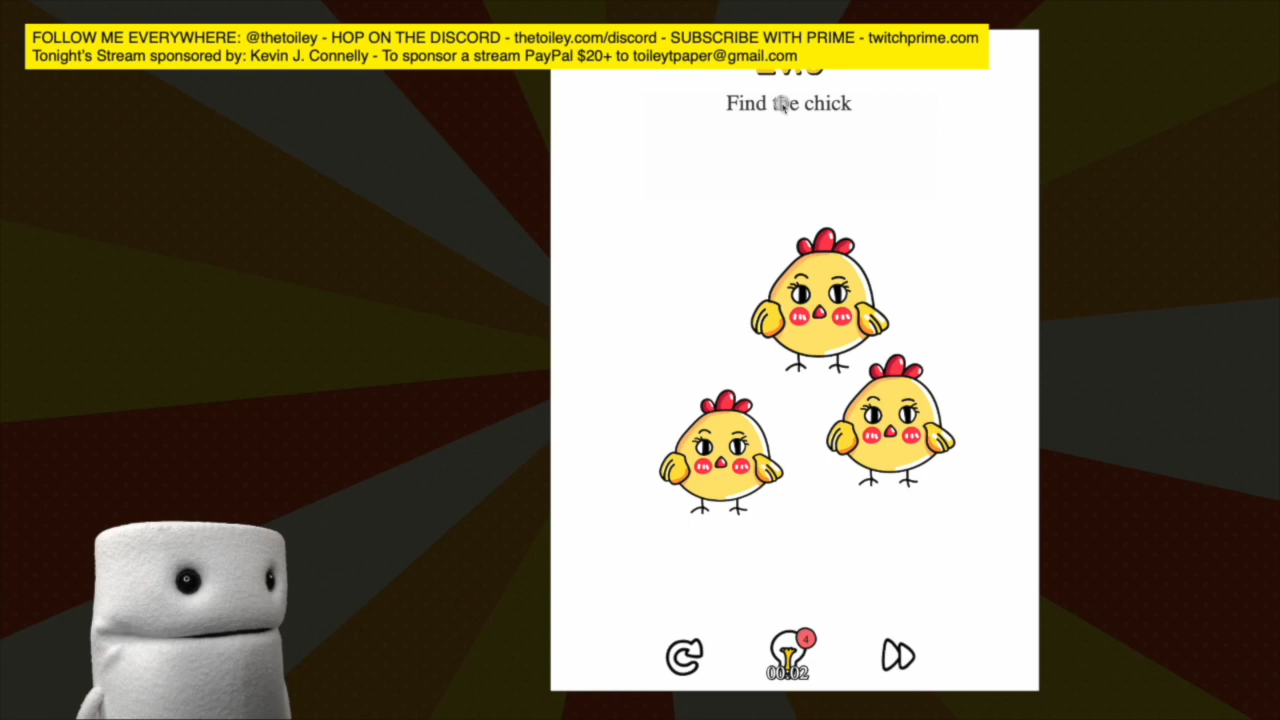 FOLLOW ME EVERYWHERE: @thetoiley - HOP ON THE DISCORD - thetoiley.com/discord - SUBSCRIBE WITH PRIME - twitchprime.com
Tonight's Stream sponsored by: Kevin J. Connelly - To sponsor a stream PayPal $20+ to toileytpaper@gmail.com
Find the chick
4
00:02